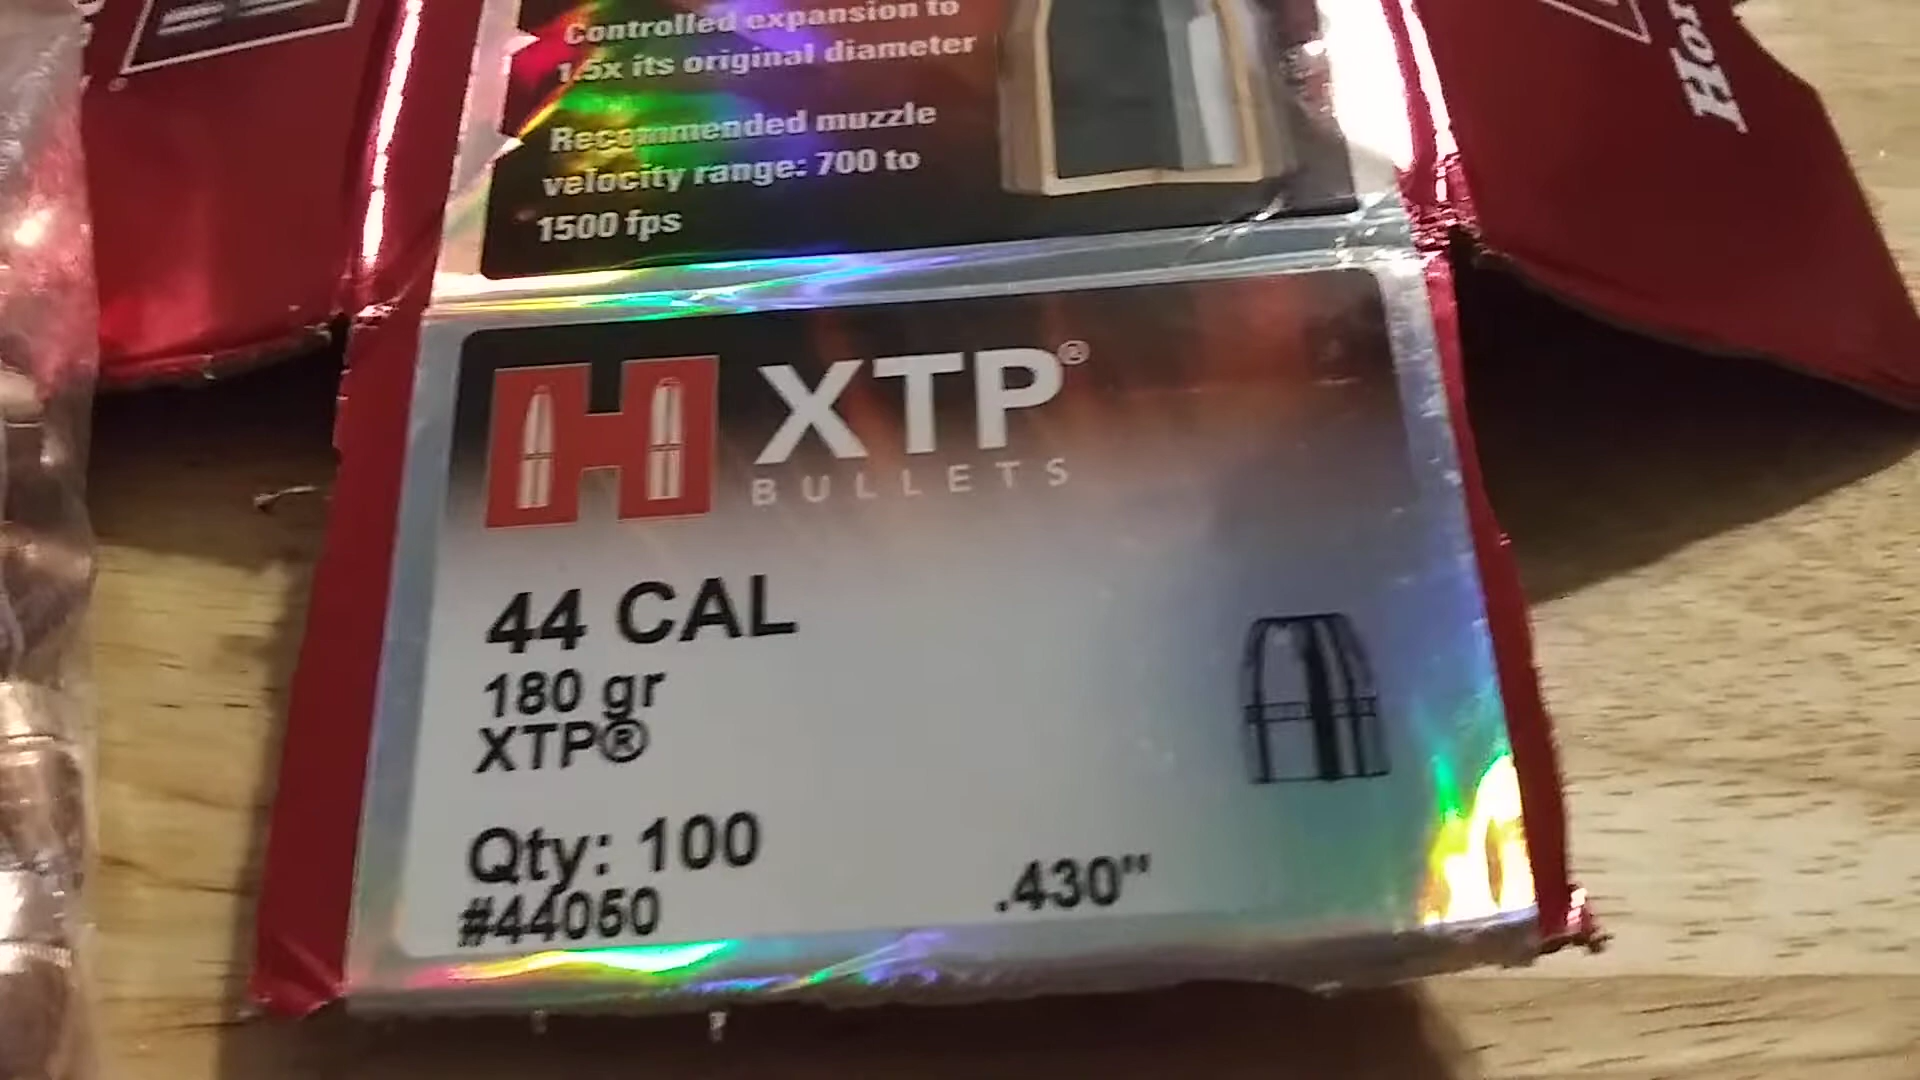 Controlled expansion to
1.5x its original diameter
Recommended muzzle
velocity range: 700 to
1500 fps
Hor
H XTP®
BULLETS
44 CAL
180 gr
XTP®
Qty: 100
#44050
.430"